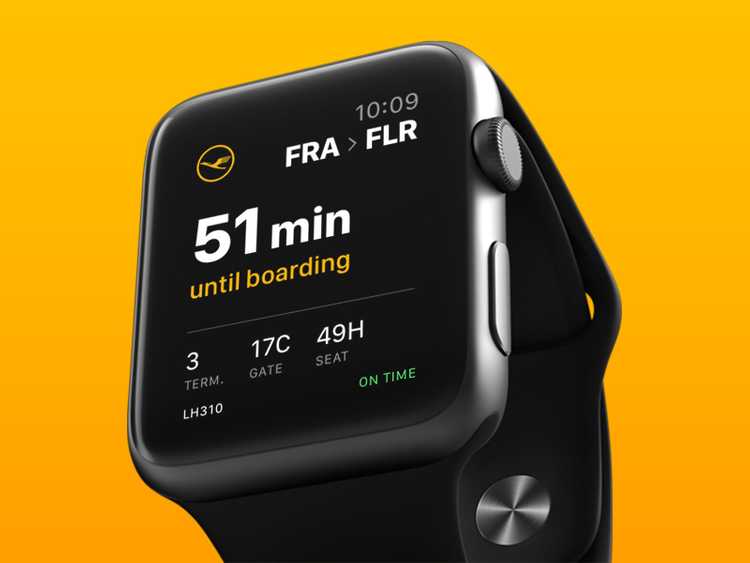 10:09
FRA > FLR
51 min
until boarding
3 17C 49H
TERM. GATE SEAT
ON TIME
LH310